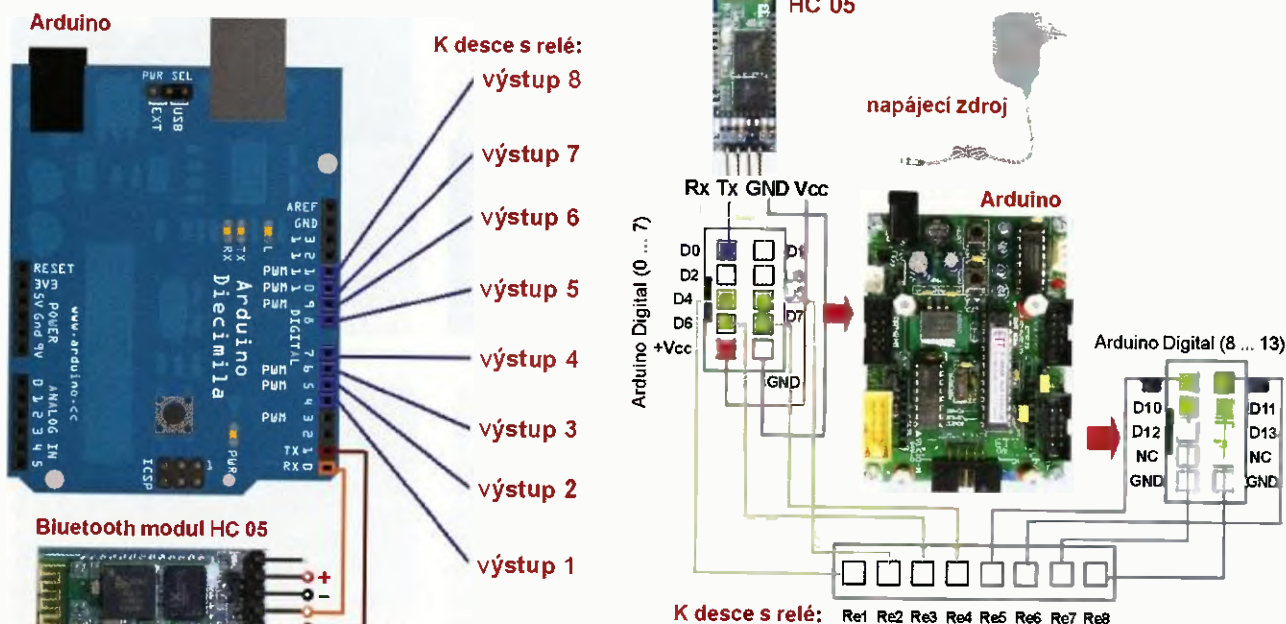 Arduino
K desce s relé:
výstup 8
výstup 7
výstup 6
výstup 5
výstup 4
výstup 3
výstup 2
výstup 1
PWR SEL
EXT
USB
AREF
GND
13
12
PWM 11
PWM 10
PWM 9
8
DIGITAL
7
PWM 6
PWM 5
4
PWM 3
2
TX 1
RX 0
TX
RX
L
Arduino
Diecimila
www.arduino.cc
RESET
3V3
5V
Gnd
9V
POWER
ANALOG IN
0
1
2
3
4
5
PWR
ICSP
1
Bluetooth modul HC 05
+
-
HC 05
napájecí zdroj
Rx Tx GND Vcc
Arduino
Arduino Digital (0 ... 7)
D0
D1
D2
D4
D6
D7
+Vcc
GND
Arduino Digital (8 ... 13)
D10
D11
D12
D13
NC
NC
GND
GND
K desce s relé: Re1 Re2 Re3 Re4 Re5 Re6 Re7 Re8